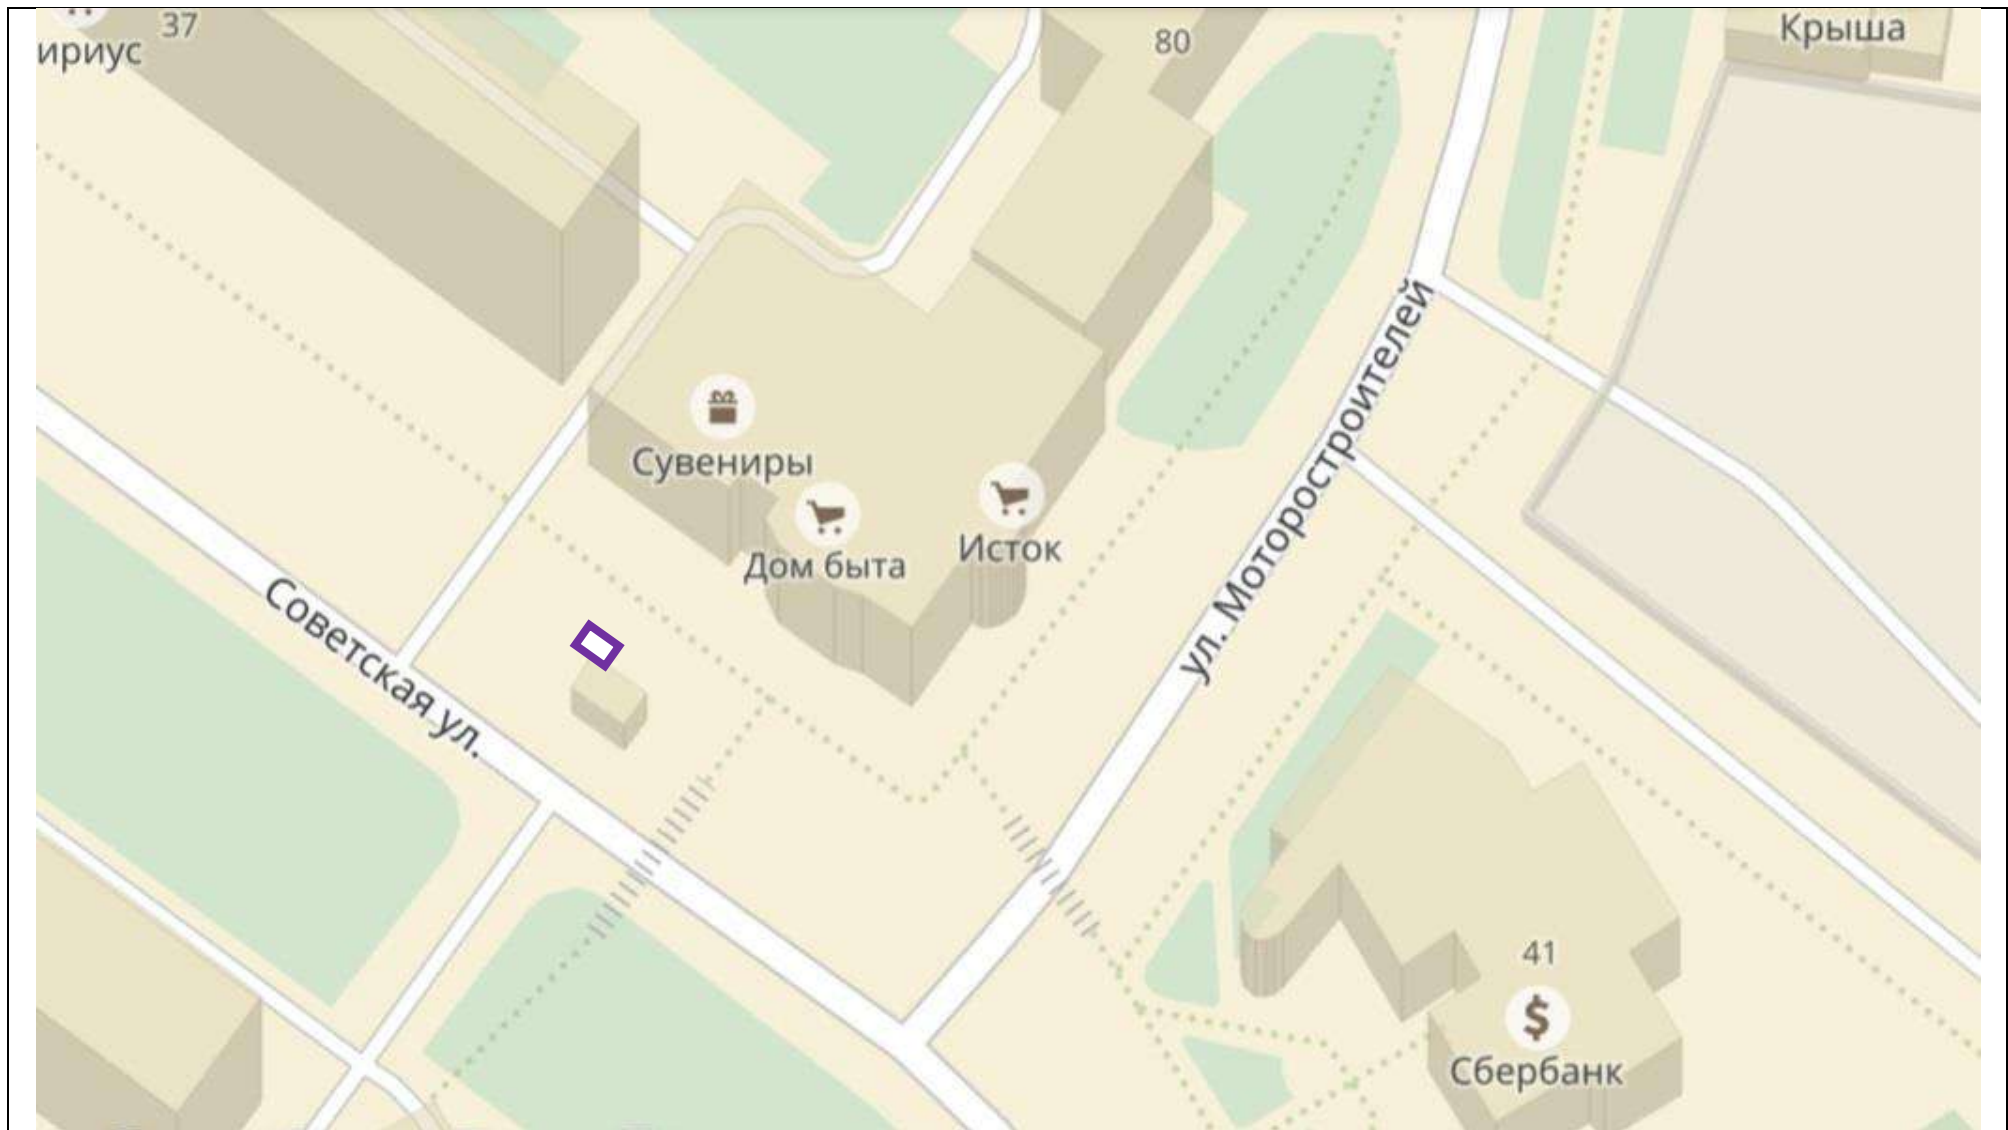 37
ириус
80
Крыша
Сувениры
Дом быта
Исток
ул. Моторостроителей
Советская ул.
41
$
Сбербанк